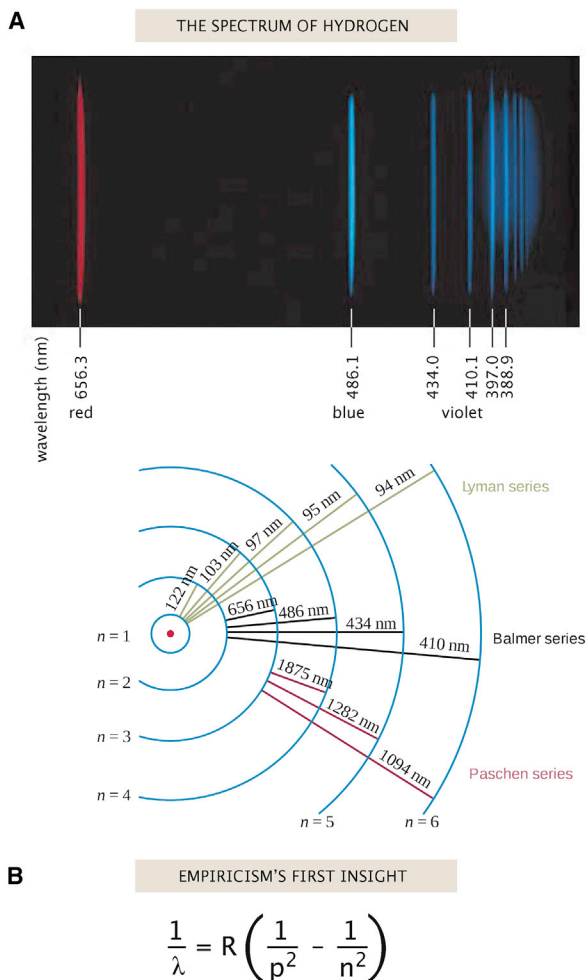 A
THE SPECTRUM OF HYDROGEN
wavelength (nm)
656.3
486.1
434.0
410.1
397.0
388.9
red
blue
violet
122 nm
103 nm
97 nm
95 nm
94 nm
Lyman series
656 nm
486 nm
434 nm
410 nm
Balmer series
1875 nm
1282 nm
1094 nm
Paschen series
n = 1
n = 2
n = 3
n = 4
n = 5
n = 6
B
EMPIRICISM'S FIRST INSIGHT
1/λ = R(1/p² − 1/n²)